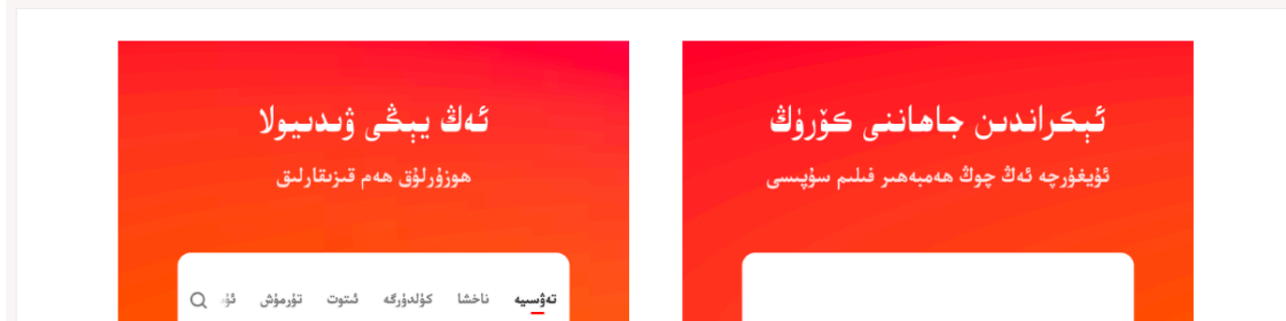 ئېكراندىن جاھاننى كۆرۈڭ
ئۇيغۇرچە ئەڭ چوڭ ھەمبەھىر فىلىم سۇپىسى
ئەڭ يېڭى ۋىدىيولا
ھوزۇرلۇق ھەم قىزىقارلىق
تەۋسىيە ناخشا كۈلدۈرگە ئىتوت تۇرمۇش